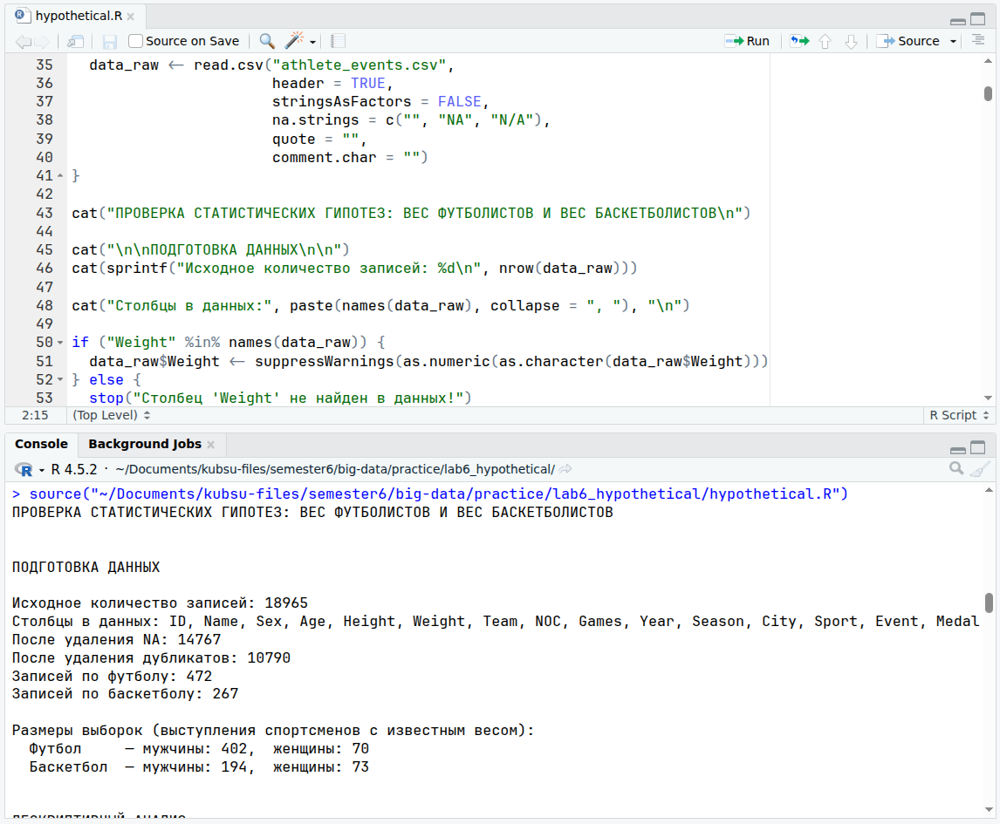 hypothetical.R
Source on Save
Run
Source
35 data_raw <- read.csv("athlete_events.csv",
36 header = TRUE,
37 stringsAsFactors = FALSE,
38 na.strings = c("", "NA", "N/A"),
39 quote = "",
40 comment.char = "")
41 }
42
43 cat("ПРОВЕРКА СТАТИСТИЧЕСКИХ ГИПОТЕЗ: ВЕС ФУТБОЛИСТОВ И ВЕС БАСКЕТБОЛИСТОВ\n")
44
45 cat("\n\nПОДГОТОВКА ДАННЫХ\n\n")
46 cat(sprintf("Исходное количество записей: %d\n", nrow(data_raw)))
47
48 cat("Столбцы в данных:", paste(names(data_raw), collapse = ", "), "\n")
49
50 if ("Weight" %in% names(data_raw)) {
51 data_raw$Weight <- suppressWarnings(as.numeric(as.character(data_raw$Weight)))
52 } else {
53 stop("Столбец 'Weight' не найден в данных!")
2:15 (Top Level) R Script
Console Background Jobs
R 4.5.2 · ~/Documents/kubsu-files/semester6/big-data/practice/lab6_hypothetical/
> source("~/Documents/kubsu-files/semester6/big-data/practice/lab6_hypothetical/hypothetical.R")
ПРОВЕРКА СТАТИСТИЧЕСКИХ ГИПОТЕЗ: ВЕС ФУТБОЛИСТОВ И ВЕС БАСКЕТБОЛИСТОВ
ПОДГОТОВКА ДАННЫХ
Исходное количество записей: 18965
Столбцы в данных: ID, Name, Sex, Age, Height, Weight, Team, NOC, Games, Year, Season, City, Sport, Event, Medal
После удаления NA: 14767
После удаления дубликатов: 10790
Записей по футболу: 472
Записей по баскетболу: 267
Размеры выборок (выступления спортсменов с известным весом):
Футбол — мужчины: 402, женщины: 70
Баскетбол — мужчины: 194, женщины: 73